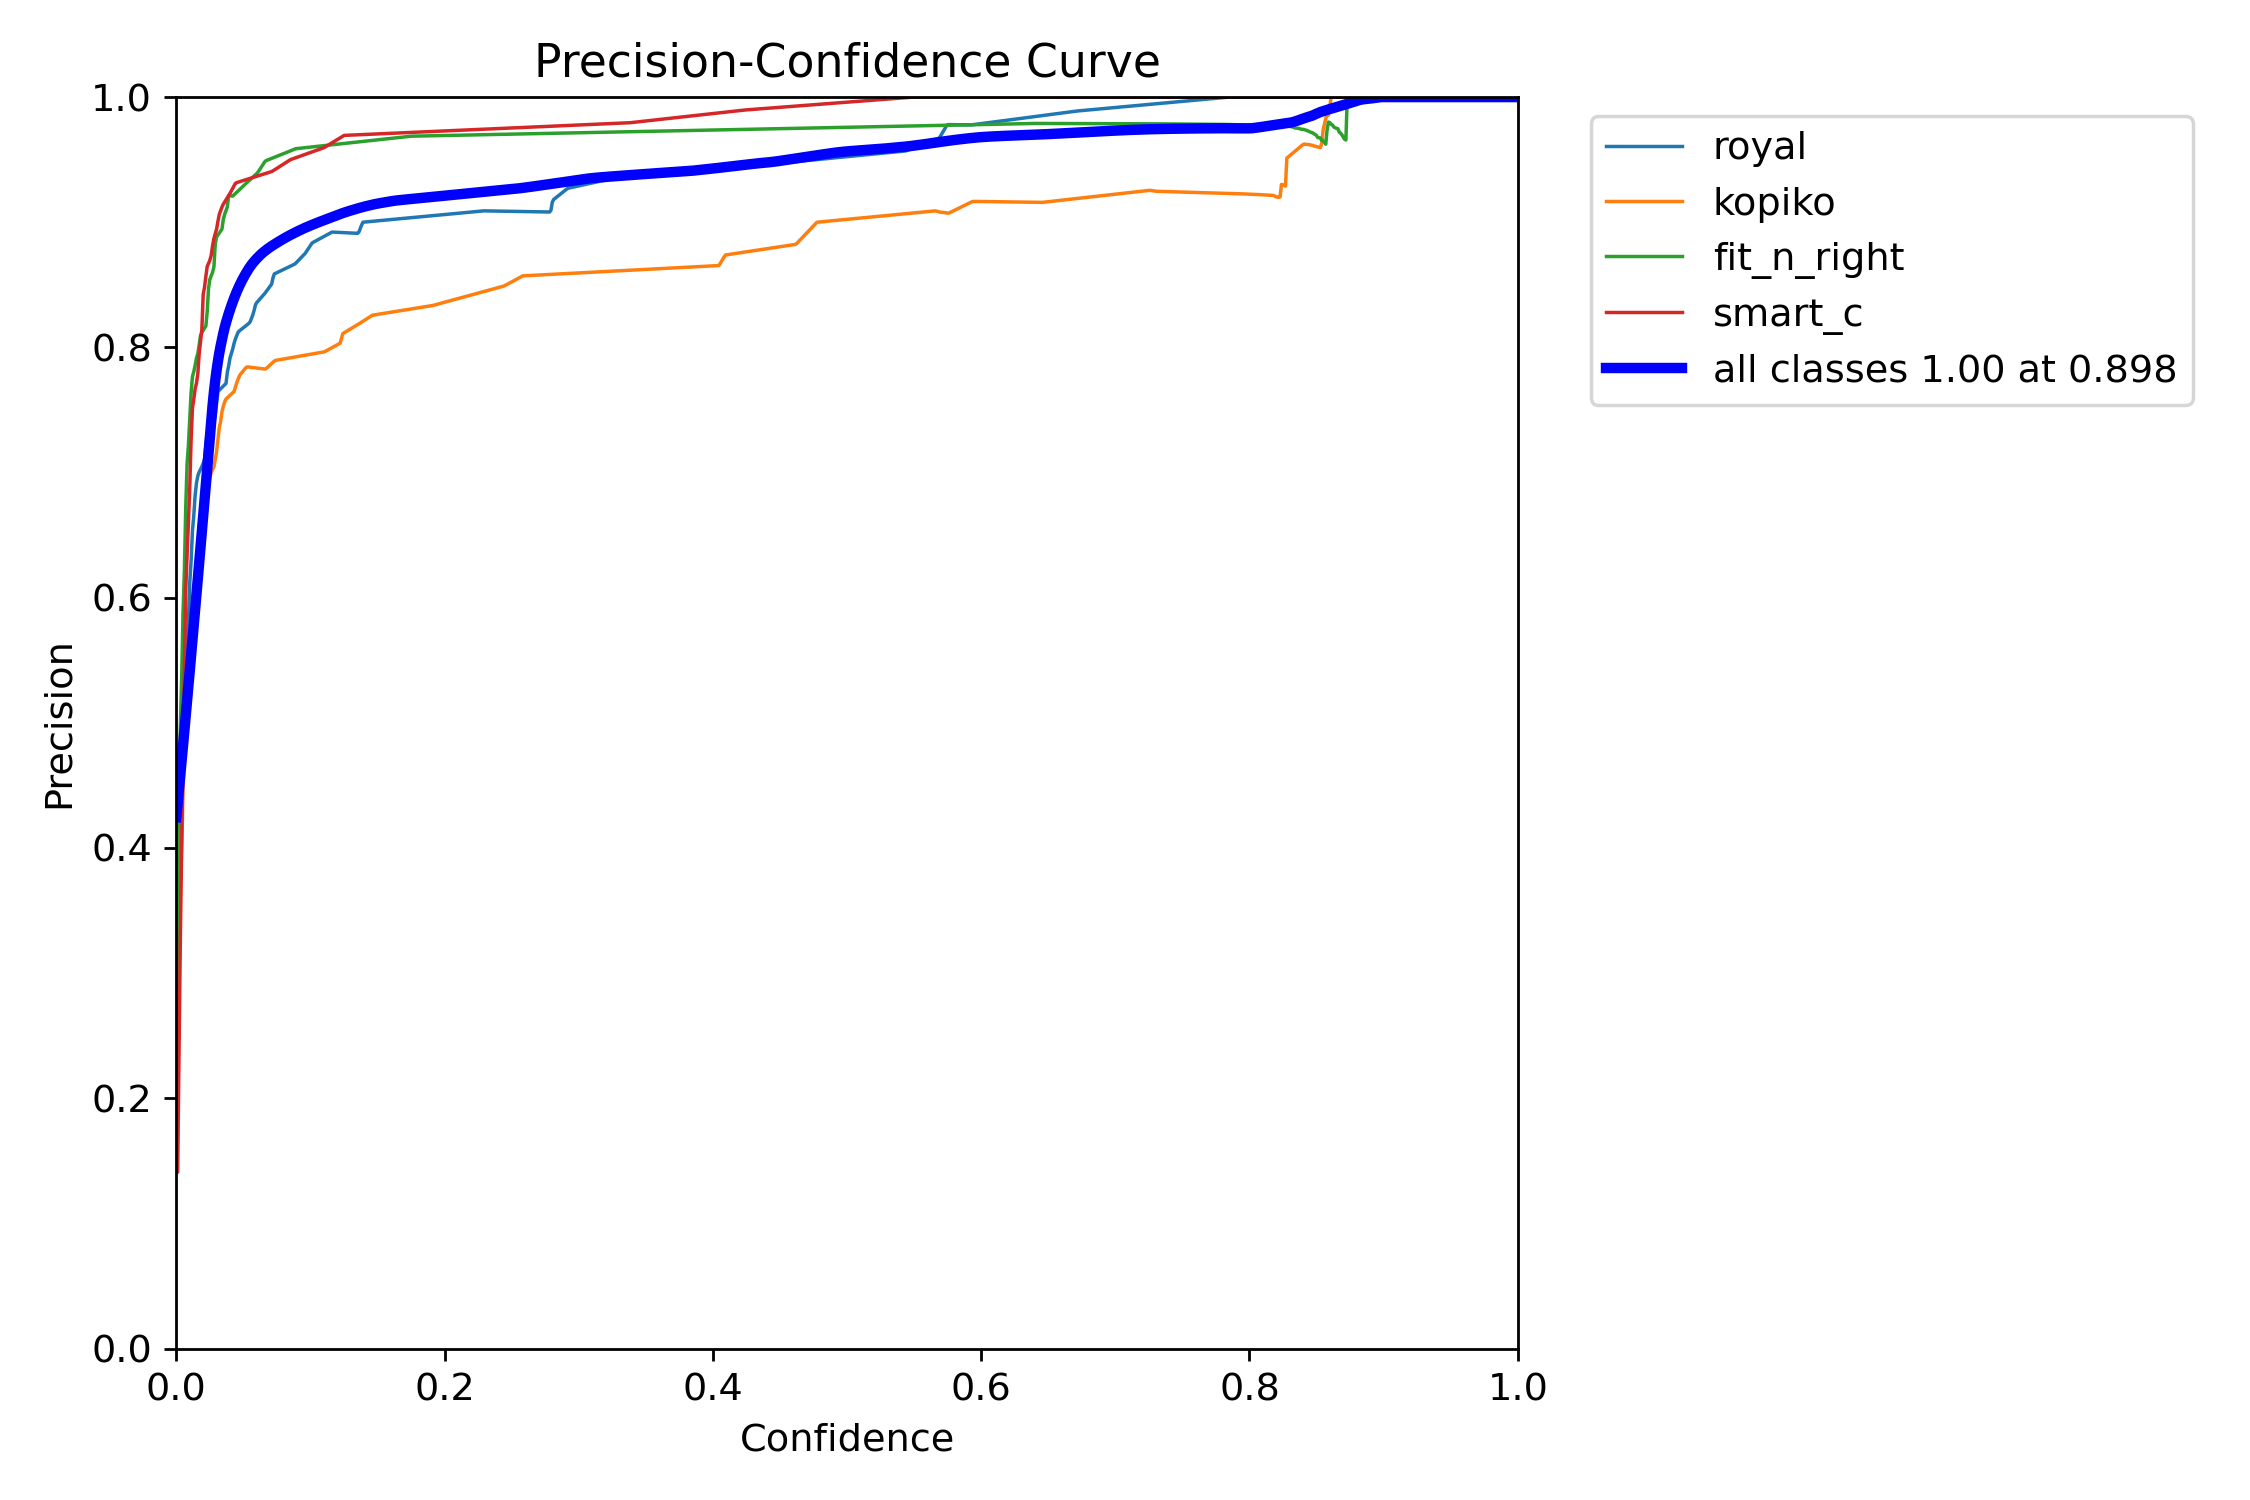 Precision-Confidence Curve
1.0
0.8
0.6
0.4
0.2
0.0
Precision
0.0 0.2 0.4 0.6 0.8 1.0
Confidence
royal
kopiko
fit_n_right
smart_c
all classes 1.00 at 0.898